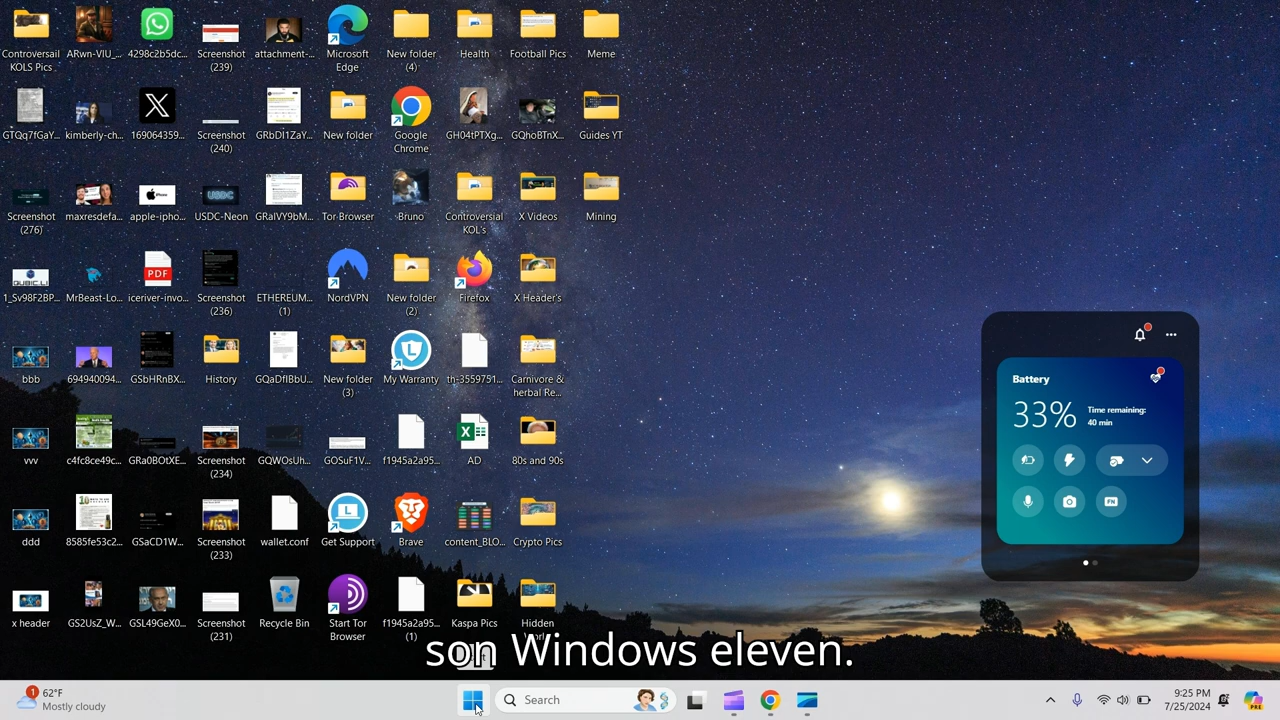 Controversial KOLS Pics
ARwn-VIU_...
4298c2b5dc...
Screenshot (239)
attachment-...
Microsoft Edge
New folder (4)
Health
Football Pics
Meme
GTQq7YGaY...
kimberly-ch...
169064359...
Screenshot (240)
GRbDI1ZaY...
New folder
Google Chrome
GH04tPTXg...
GQhoBTnX...
Guides YT
Screenshot (276)
maxresdefa...
apple-ipho...
USDC-Neon
GRalVY9bM...
Tor Browser
Bruno
Controversial KOL's
X Videos
Mining
1_Sv98F2BP...
MrBeast-Lo...
PDF
iceriver-invo...
Screenshot (236)
ETHEREUM... (1)
NordVPN
New folder (2)
Firefox
X Header's
bbb
694940094...
GSbHRnBX...
History
GQaDfIBbU...
New folder (3)
My Warranty
th-3559751...
Carnivore & herbal Re...
vvv
c4fc8ce49c...
GRa0BOtXE...
Screenshot (234)
GQWOsUh...
GOSuF1V...
f1945a2a95...
AD
80s and 90s
ddd
8585fe53c2...
GSaCD1W...
Screenshot (233)
wallet.conf
Get Support
Brave
content_BLO...
Crypto Pics
x header
GS2UsZ_W...
GSL49GeX0...
Screenshot (231)
Recycle Bin
Start Tor Browser
f1945a2a95... (1)
Kaspa Pics
Hidden
Battery
33%
Time remaining:
40 min
FN
son Windows eleven.
1
62°F
Mostly cloudy
Search
9:25 PM
7/25/2024